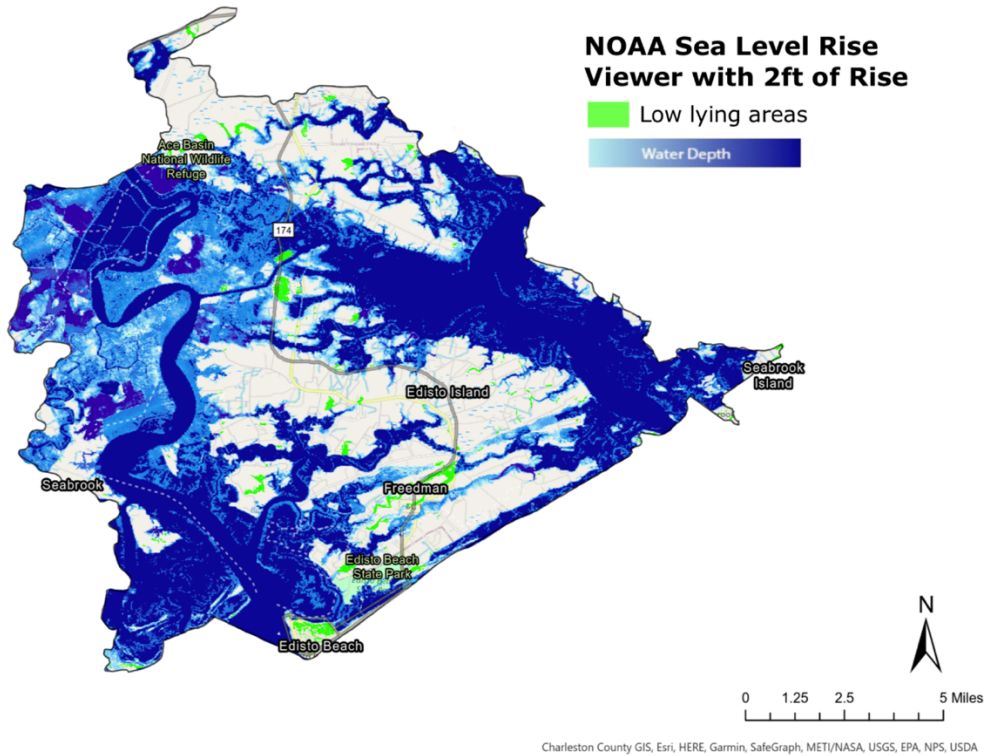 NOAA Sea Level Rise
Viewer with 2ft of Rise
Low lying areas
Water Depth
Ace Basin
National Wildlife
Refuge
174
Seabrook
Island
Edisto Island
Seabrook
Freedman
Edisto Beach
State Park
Edisto Beach
N
0 1.25 2.5 5 Miles
Charleston County GIS, Esri, HERE, Garmin, SafeGraph, METI/NASA, USGS, EPA, NPS, USDA